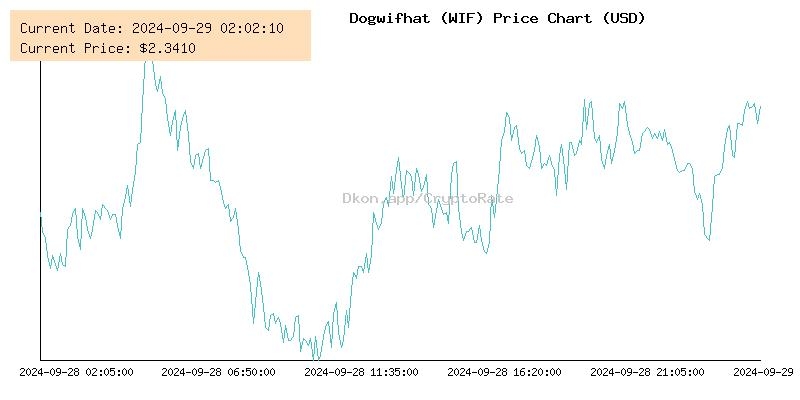 Dogwifhat (WIF) Price Chart (USD)
Current Date: 2024-09-29 02:02:10
Current Price: $2.3410
Dkon.app/CryptoRate
2024-09-28 02:05:00 2024-09-28 06:50:00 2024-09-28 11:35:00 2024-09-28 16:20:00 2024-09-28 21:05:00 2024-09-29